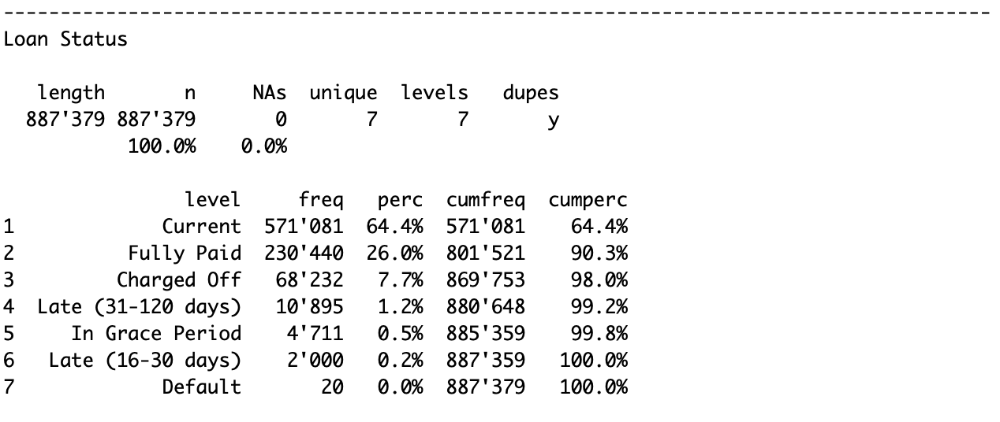 ---------------------------------------------------------------------------------------
Loan Status
length n NAs unique levels dupes
887'379 887'379 0 7 7 y
100.0% 0.0%
level freq perc cumfreq cumperc
1 Current 571'081 64.4% 571'081 64.4%
2 Fully Paid 230'440 26.0% 801'521 90.3%
3 Charged Off 68'232 7.7% 869'753 98.0%
4 Late (31-120 days) 10'895 1.2% 880'648 99.2%
5 In Grace Period 4'711 0.5% 885'359 99.8%
6 Late (16-30 days) 2'000 0.2% 887'359 100.0%
7 Default 20 0.0% 887'379 100.0%